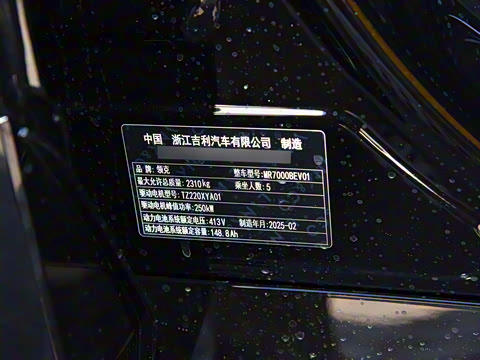 中国 浙江吉利汽车有限公司 制造
品牌:领克 整车型号:MR7000BEV01
最大允许总质量:2310kg 乘坐人数:5
驱动电机型号:TZ220XYA01
驱动电机峰值功率:250kW
动力电池系统额定电压:413V 制造年月:2025-02
动力电池系统额定容量:148.8Ah